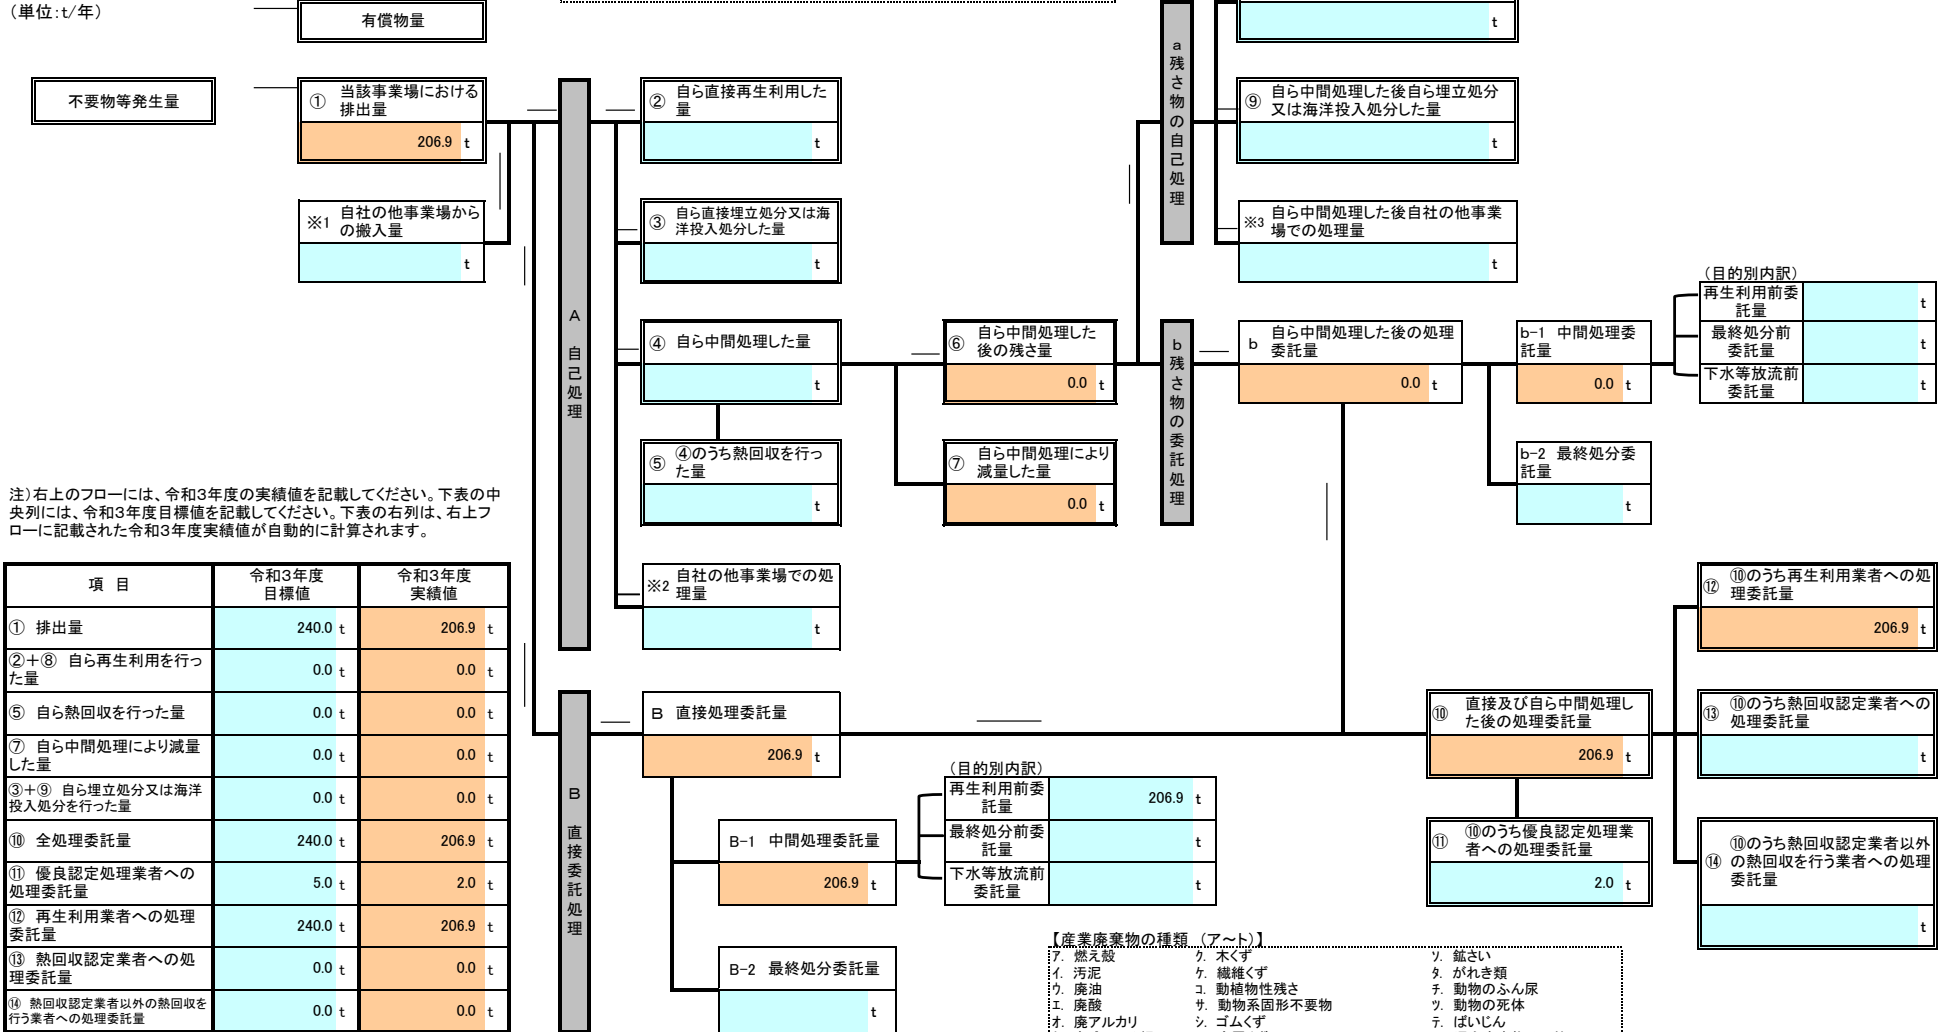 （単位:t/年）
有償物量
t
不要物等発生量
① 当該事業場における
排出量
206.9 t
② 自ら直接再生利用した
量
t
a
残
さ
物
の
自
己
処
理
⑨ 自ら中間処理した後自ら埋立処分
又は海洋投入処分した量
t
※1 自社の他事業場から
の搬入量
t
③ 自ら直接埋立処分又は海
洋投入処分した量
t
※3 自ら中間処理した後自社の他事業
場での処理量
t
A
自
己
処
理
④ 自ら中間処理した量
t
⑥ 自ら中間処理した
後の残さ量
0.0 t
b
残
さ
物
の
委
託
処
理
b 自ら中間処理した後の処理
委託量
0.0 t
b-1 中間処理委
託量
0.0 t
（目的別内訳）
再生利用前委
託量 t
最終処分前
委託量 t
下水等放流前
委託量 t
⑤ ④のうち熱回収を行っ
た量
t
⑦ 自ら中間処理により
減量した量
0.0 t
b-2 最終処分委
託量
t
注）右上のフローには、令和3年度の実績値を記載してください。下表の中
央列には、令和3年度目標値を記載してください。下表の右列は、右上フ
ローに記載された令和3年度実績値が自動的に計算されます。
※2 自社の他事業場での処
理量
t
項 目 令和3年度
目標値 令和3年度
実績値
① 排出量 240.0 t 206.9 t
②＋⑧ 自ら再生利用を行っ
た量 0.0 t 0.0 t
⑤ 自ら熱回収を行った量 0.0 t 0.0 t
⑦ 自ら中間処理により減量
した量 0.0 t 0.0 t
③＋⑨ 自ら埋立処分又は海洋
投入処分を行った量 0.0 t 0.0 t
⑩ 全処理委託量 240.0 t 206.9 t
⑪ 優良認定処理業者への
処理委託量 5.0 t 2.0 t
⑫ 再生利用業者への処理
委託量 240.0 t 206.9 t
⑬ 熱回収認定業者への処
理委託量 0.0 t 0.0 t
⑭ 熱回収認定業者以外の熱回収を
行う業者への処理委託量 0.0 t 0.0 t
B
直
接
委
託
処
理
B 直接処理委託量
206.9 t
B-1 中間処理委託量
206.9 t
（目的別内訳）
再生利用前委
託量 206.9 t
最終処分前委
託量 t
下水等放流前
委託量 t
B-2 最終処分委託量
t
⑩ 直接及び自ら中間処理し
た後の処理委託量
206.9 t
⑪ ⑩のうち優良認定処理業
者への処理委託量
2.0 t
⑫ ⑩のうち再生利用業者への処
理委託量
206.9 t
⑬ ⑩のうち熱回収認定業者への
処理委託量
t
⑭ ⑩のうち熱回収認定業者以外
の熱回収を行う業者への処理
委託量
t
【産業廃棄物の種類 （ア～ト）】
ア. 燃え殻 ク. 木くず ソ. 鉱さい
イ. 汚泥 ケ. 繊維くず タ. がれき類
ウ. 廃油 コ. 動植物性残さ チ. 動物のふん尿
エ. 廃酸 サ. 動物系固形不要物 ツ. 動物の死体
オ. 廃アルカリ シ. ゴムくず テ. ばいじん